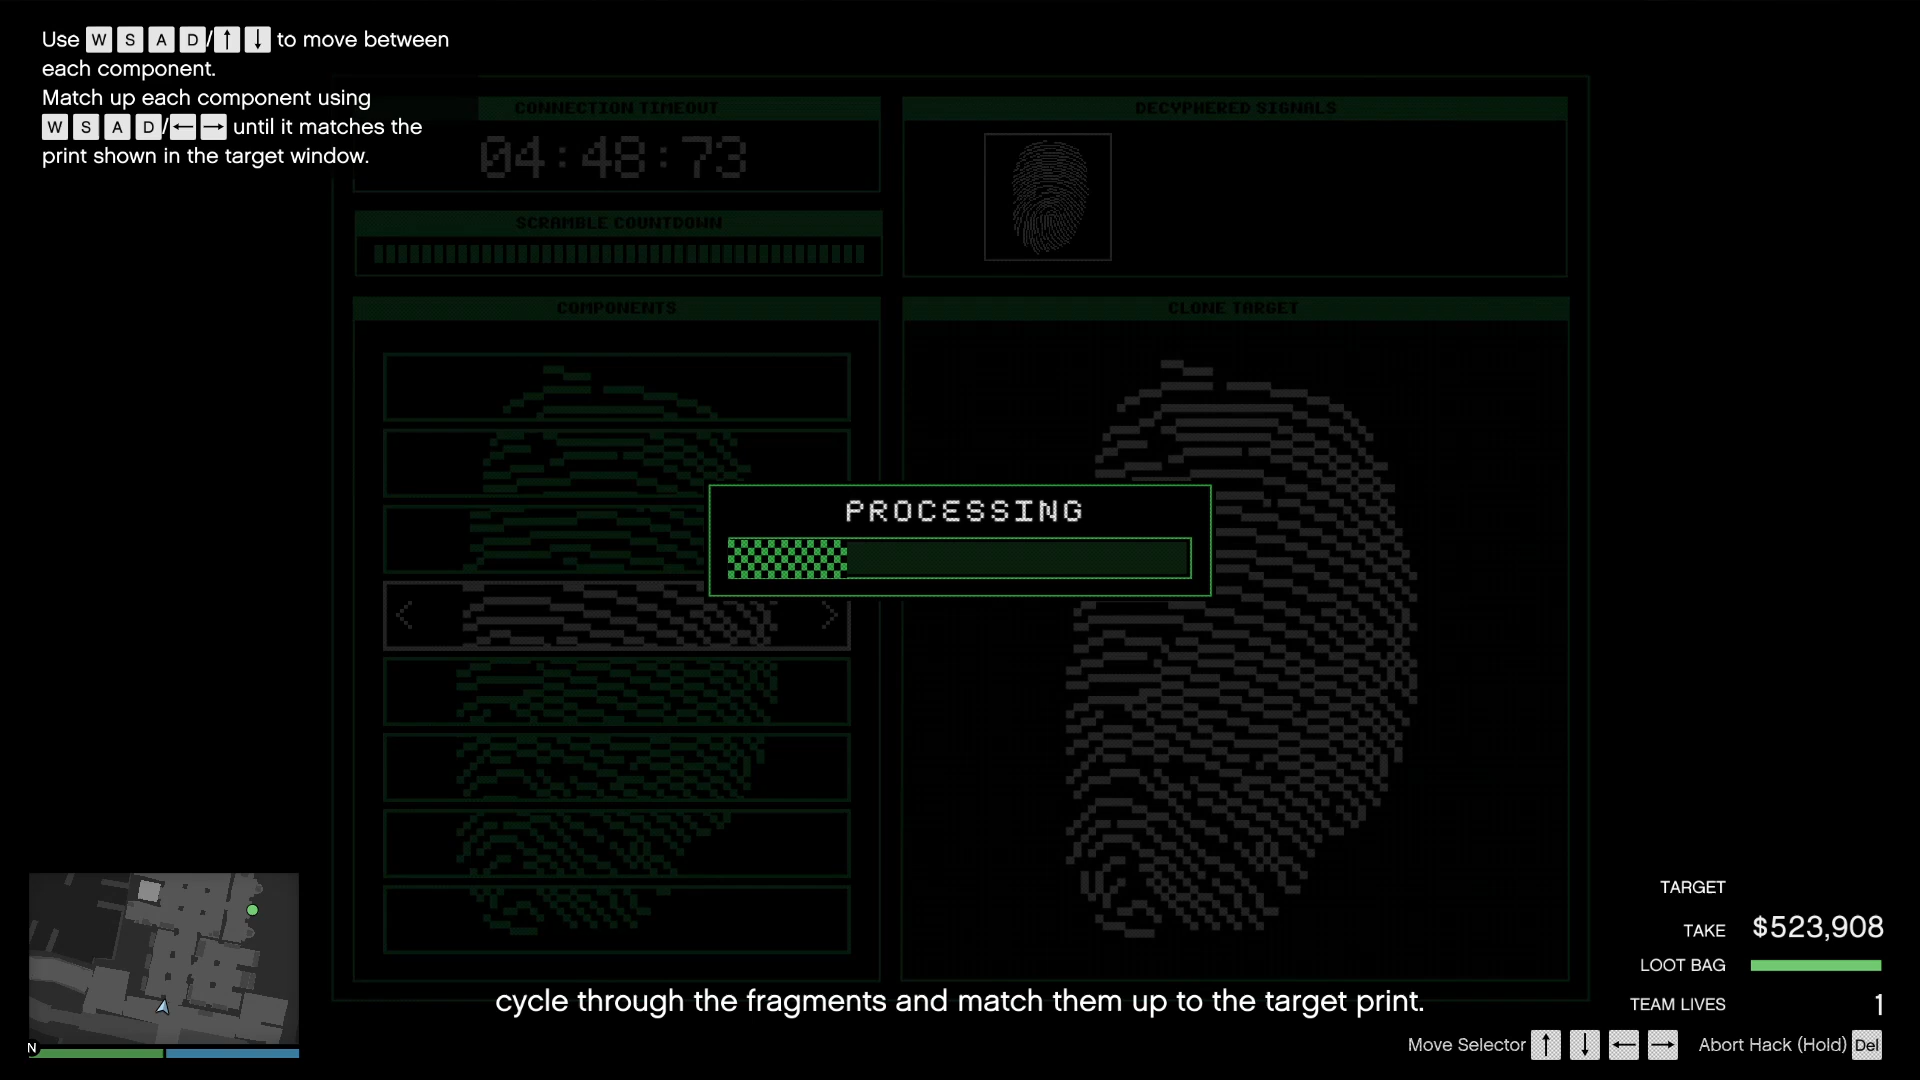 Use W S A D/↑ ↓ to move between
each component.
Match up each component using
W S A D/← → until it matches the
print shown in the target window.
CONNECTION TIMEOUT
04:48:73
DECYPHERED SIGNALS
SCRAMBLE COUNTDOWN
COMPONENTS
CLONE TARGET
PROCESSING
cycle through the fragments and match them up to the target print.
TARGET
TAKE $523,908
LOOT BAG
TEAM LIVES 1
N
Move Selector ↑ ↓ ← → Abort Hack (Hold) Del